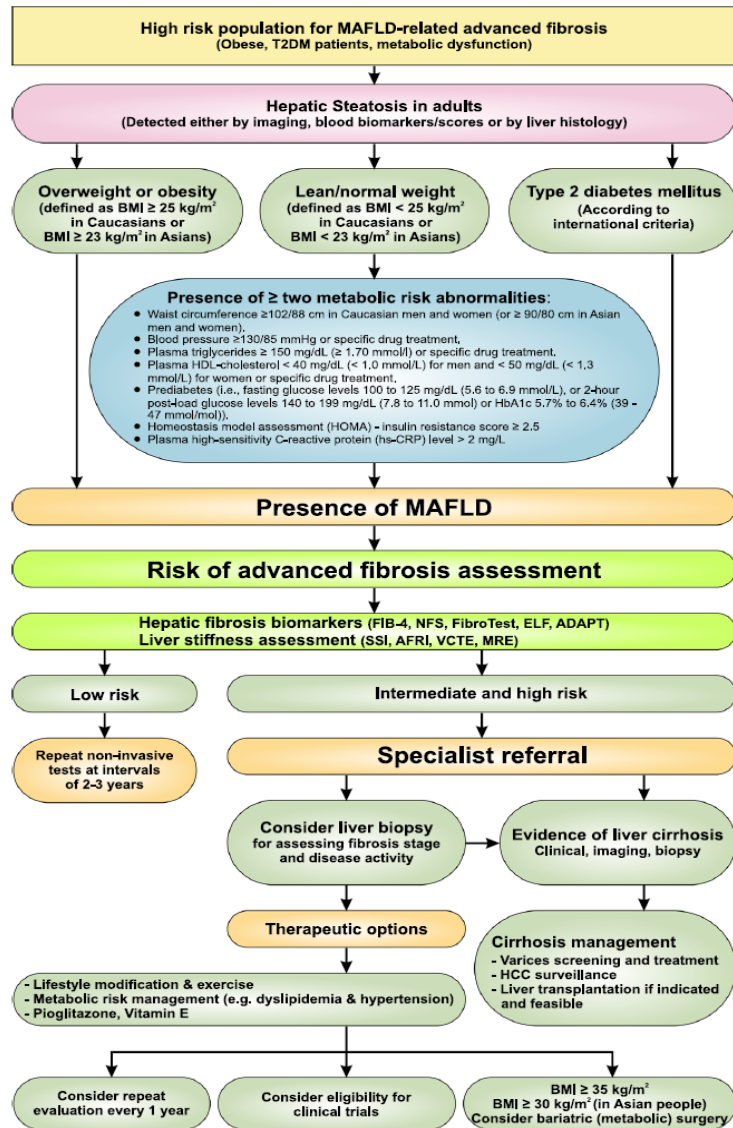 High risk population for MAFLD-related advanced fibrosis
(Obese, T2DM patients, metabolic dysfunction)
Hepatic Steatosis in adults
(Detected either by imaging, blood biomarkers/scores or by liver histology)
Overweight or obesity
(defined as BMI ≥ 25 kg/m²
in Caucasians or
BMI ≥ 23 kg/m² in Asians)
Lean/normal weight
(defined as BMI < 25 kg/m²
in Caucasians or
BMI < 23 kg/m² in Asians)
Type 2 diabetes mellitus
(According to
international criteria)
Presence of ≥ two metabolic risk abnormalities:
• Waist circumference ≥102/88 cm in Caucasian men and women (or ≥ 90/80 cm in Asian
men and women).
• Blood pressure ≥130/85 mmHg or specific drug treatment.
• Plasma triglycerides ≥ 150 mg/dL (≥ 1.70 mmol/l) or specific drug treatment.
• Plasma HDL-cholesterol < 40 mg/dL (< 1.0 mmol/L) for men and < 50 mg/dL (< 1.3
mmol/L) for women or specific drug treatment.
• Prediabetes (i.e., fasting glucose levels 100 to 125 mg/dL (5.6 to 6.9 mmol/L), or 2-hour
post-load glucose levels 140 to 199 mg/dL (7.8 to 11.0 mmol) or HbA1c 5.7% to 6.4% (39 -
47 mmol/mol)).
• Homeostasis model assessment (HOMA) - insulin resistance score ≥ 2.5
• Plasma high-sensitivity C-reactive protein (hs-CRP) level > 2 mg/L
Presence of MAFLD
Risk of advanced fibrosis assessment
Hepatic fibrosis biomarkers (FIB-4, NFS, FibroTest, ELF, ADAPT)
Liver stiffness assessment (SSI, AFRI, VCTE, MRE)
Low risk
Intermediate and high risk
Repeat non-invasive
tests at intervals
of 2-3 years
Specialist referral
Consider liver biopsy
for assessing fibrosis stage
and disease activity
Evidence of liver cirrhosis
Clinical, imaging, biopsy
Therapeutic options
Cirrhosis management
- Varices screening and treatment
- HCC surveillance
- Liver transplantation if indicated
and feasible
- Lifestyle modification & exercise
- Metabolic risk management (e.g. dyslipidemia & hypertension)
- Pioglitazone, Vitamin E
Consider repeat
evaluation every 1 year
Consider eligibility for
clinical trials
BMI ≥ 35 kg/m²
BMI ≥ 30 kg/m² (in Asian people)
Consider bariatric (metabolic) surgery